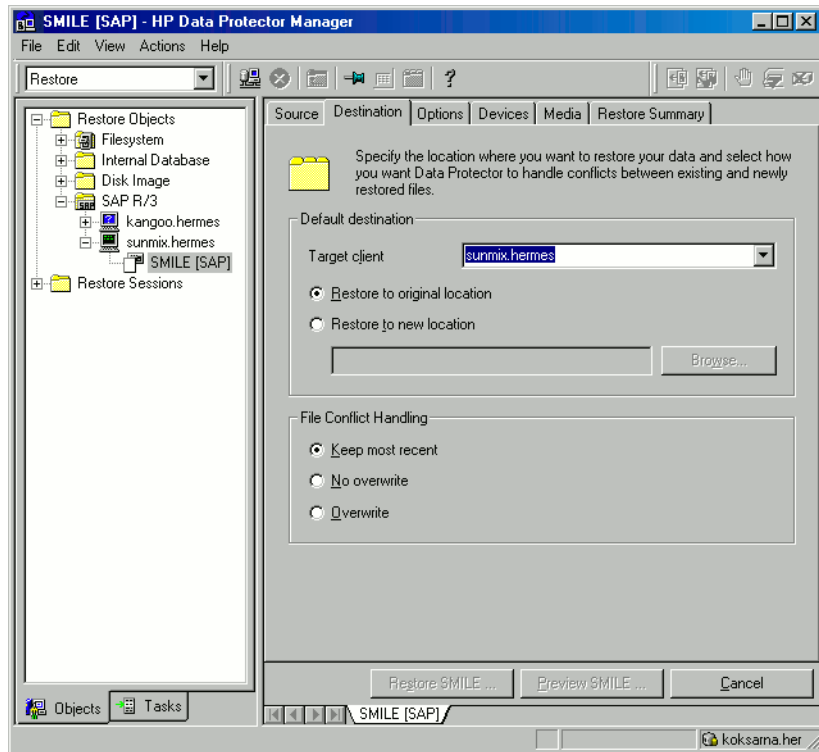 SMILE [SAP] - HP Data Protector Manager
File Edit View Actions Help
Restore
Restore Objects
Filesystem
Internal Database
Disk Image
SAP R/3
kangoo.hermes
sunmix.hermes
SMILE [SAP]
Restore Sessions
Objects Tasks
Source Destination Options Devices Media Restore Summary
Specify the location where you want to restore your data and select how
you want Data Protector to handle conflicts between existing and newly
restored files.
Default destination
Target client sunmix.hermes
Restore to original location
Restore to new location
Browse...
File Conflict Handling
Keep most recent
No overwrite
Overwrite
Restore SMILE ... Preview SMILE ... Cancel
SMILE [SAP]
koksarna.her